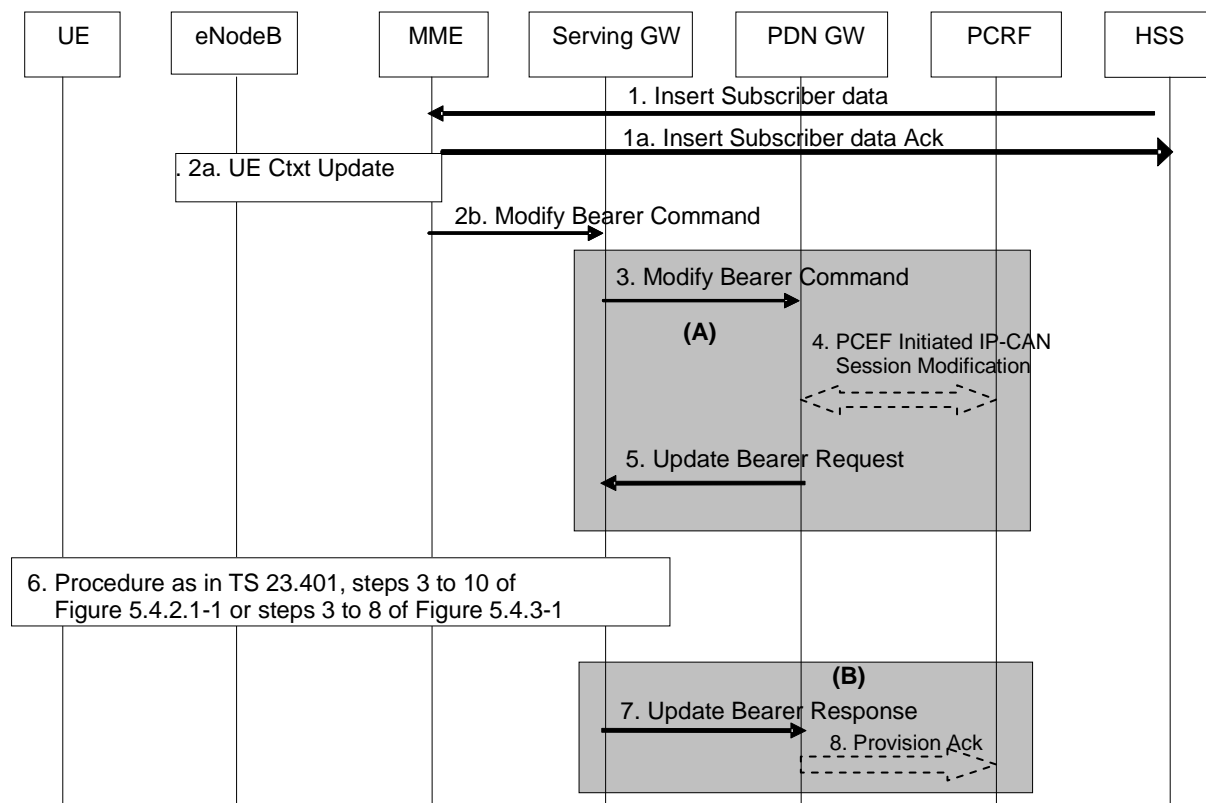 UE
eNodeB
MME
Serving GW
PDN GW
PCRF
HSS
1. Insert Subscriber data
1a. Insert Subscriber data Ack
. 2a. UE Ctxt Update
2b. Modify Bearer Command
3. Modify Bearer Command
(A)
4. PCEF Initiated IP-CAN
Session Modification
5. Update Bearer Request
6. Procedure as in TS 23.401, steps 3 to 10 of
Figure 5.4.2.1-1 or steps 3 to 8 of Figure 5.4.3-1
(B)
7. Update Bearer Response
8. Provision Ack